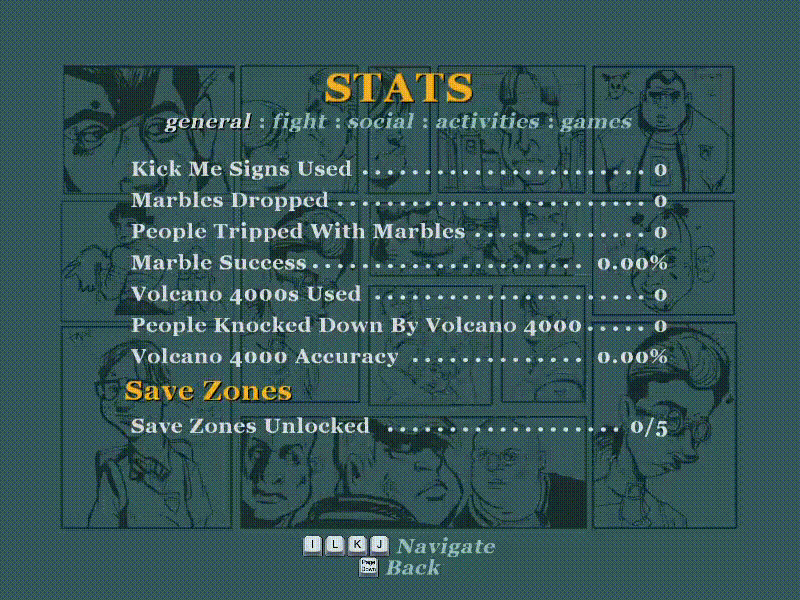 STATS
general : fight : social : activities : games
Kick Me Signs Used ........................ 0
Marbles Dropped .......................... 0
People Tripped With Marbles .............. 0
Marble Success ..................... 0.00%
Volcano 4000s Used ....................... 0
People Knocked Down By Volcano 4000 ..... 0
Volcano 4000 Accuracy .............. 0.00%
Save Zones
Save Zones Unlocked .................. 0/5
I L K J Navigate
Page Down Back